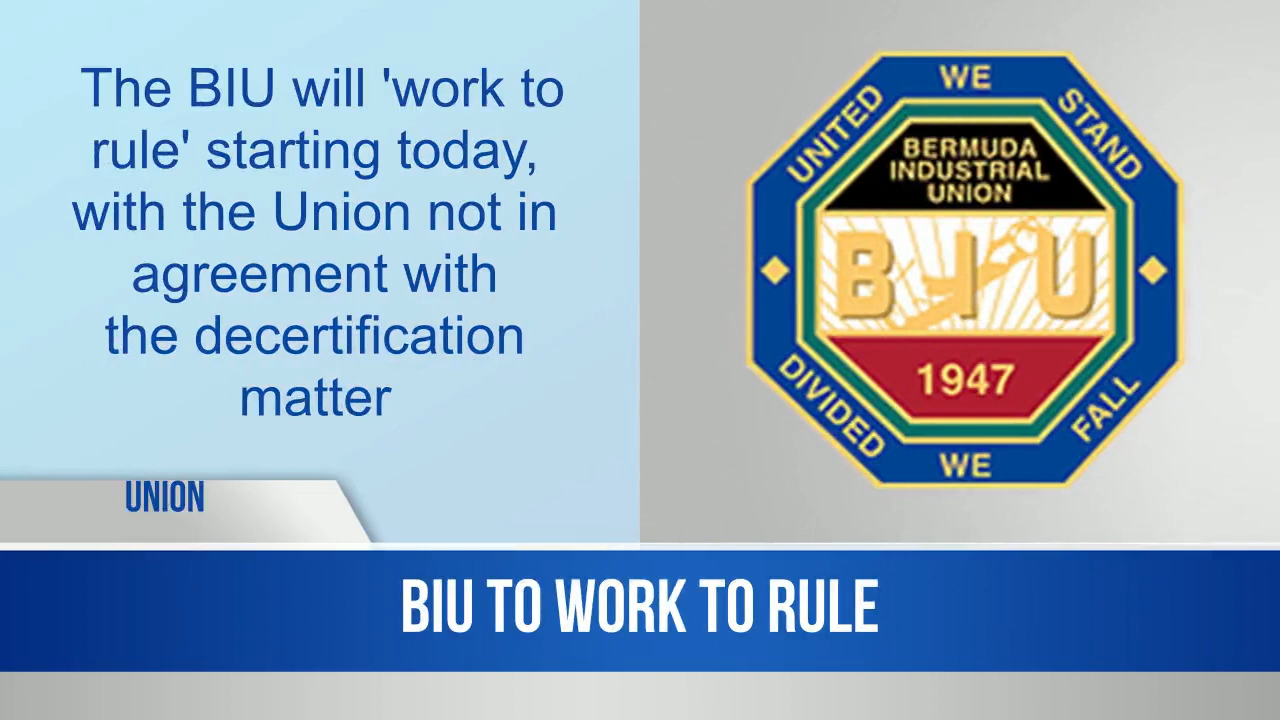 The BIU will 'work to
rule' starting today,
with the Union not in
agreement with
the decertification
matter
UNITED
WE
STAND
BERMUDA
INDUSTRIAL
UNION
BIU
1947
DIVIDED
WE
FALL
UNION
BIU TO WORK TO RULE